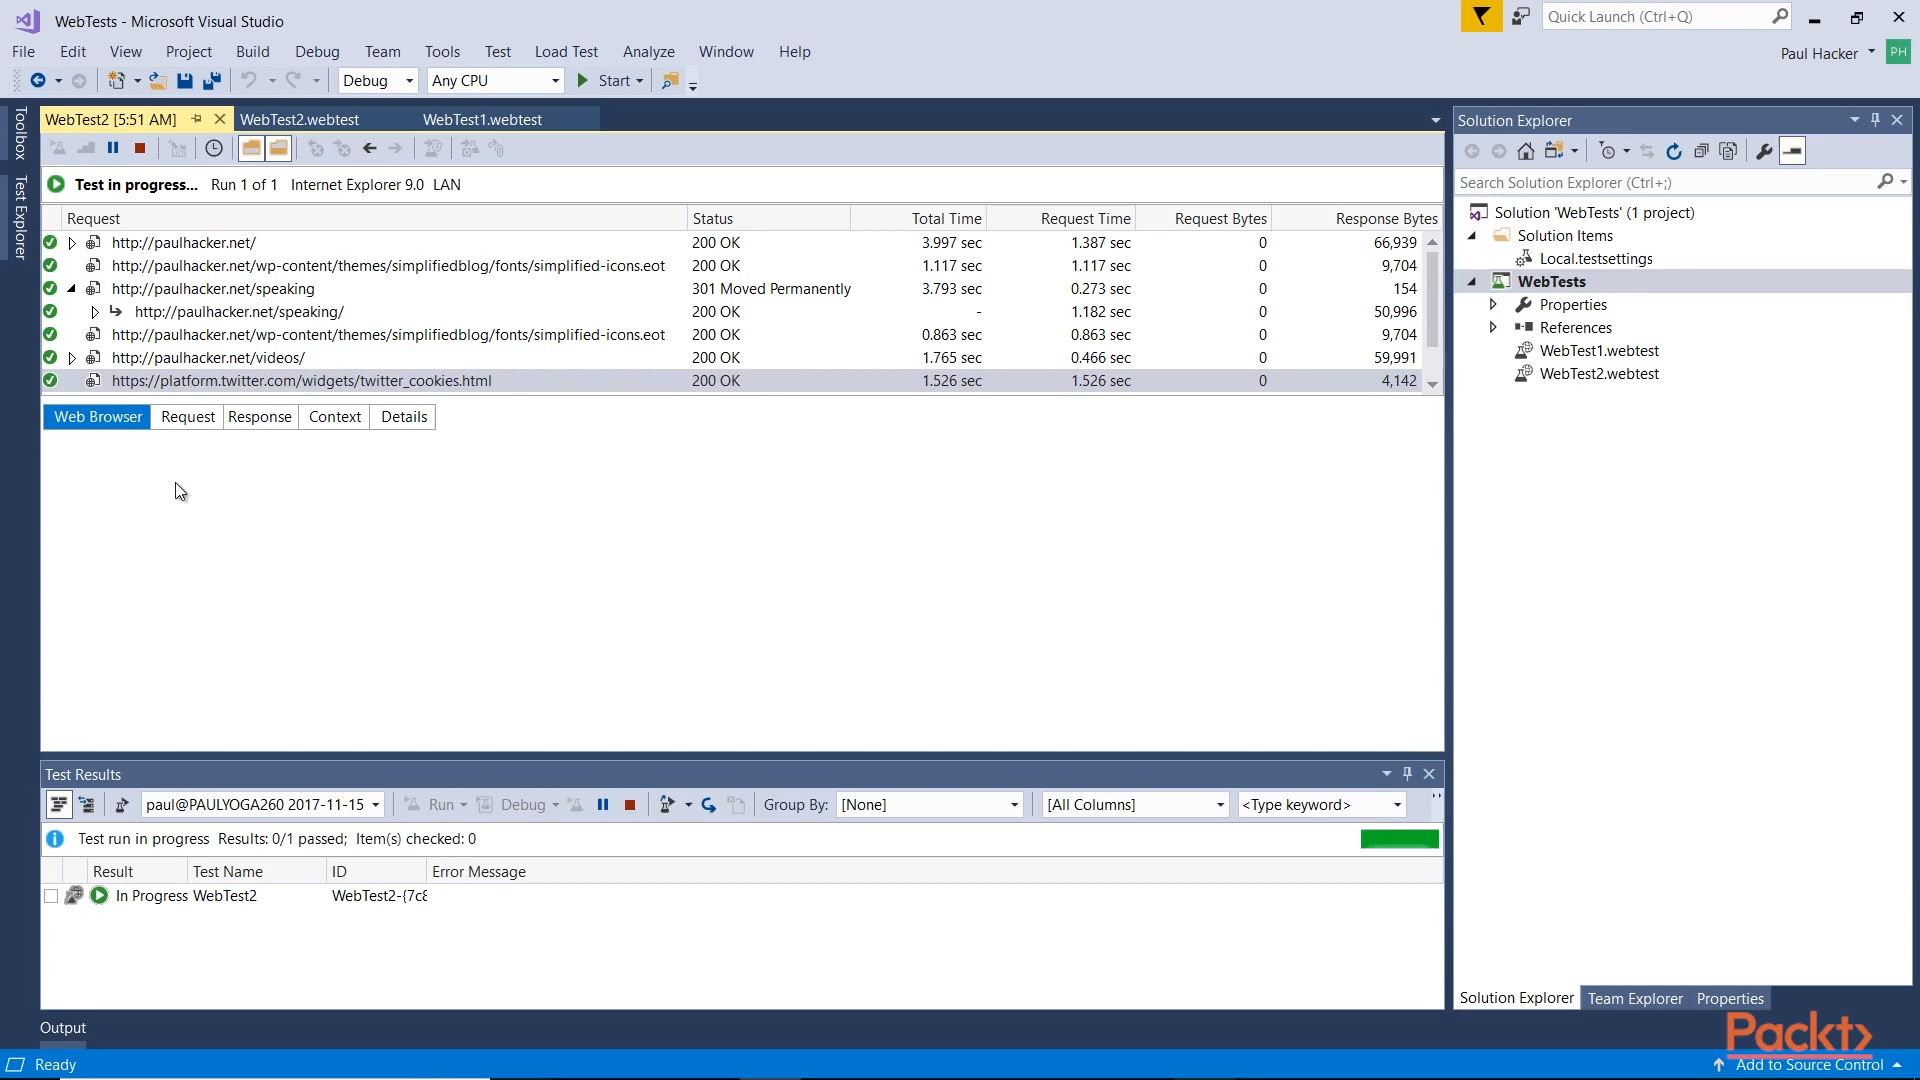 WebTests - Microsoft Visual Studio
Quick Launch (Ctrl+Q)
File Edit View Project Build Debug Team Tools Test Load Test Analyze Window Help
Paul Hacker PH
Debug Any CPU Start
Toolbox
Test Explorer
WebTest2 [5:51 AM] WebTest2.webtest WebTest1.webtest
Test in progress... Run 1 of 1 Internet Explorer 9.0 LAN
Request Status Total Time Request Time Request Bytes Response Bytes
http://paulhacker.net/ 200 OK 3.997 sec 1.387 sec 0 66,939
http://paulhacker.net/wp-content/themes/simplifiedblog/fonts/simplified-icons.eot 200 OK 1.117 sec 1.117 sec 0 9,704
http://paulhacker.net/speaking 301 Moved Permanently 3.793 sec 0.273 sec 0 154
http://paulhacker.net/speaking/ 200 OK - 1.182 sec 0 50,996
http://paulhacker.net/wp-content/themes/simplifiedblog/fonts/simplified-icons.eot 200 OK 0.863 sec 0.863 sec 0 9,704
http://paulhacker.net/videos/ 200 OK 1.765 sec 0.466 sec 0 59,991
https://platform.twitter.com/widgets/twitter_cookies.html 200 OK 1.526 sec 1.526 sec 0 4,142
Web Browser Request Response Context Details
Test Results
paul@PAULYOGA260 2017-11-15 Run Debug Group By: [None] [All Columns] <Type keyword>
Test run in progress Results: 0/1 passed; Item(s) checked: 0
Result Test Name ID Error Message
In Progress WebTest2 WebTest2-{7c8
Output
Ready
Solution Explorer
Search Solution Explorer (Ctrl+;)
Solution 'WebTests' (1 project)
Solution Items
Local.testsettings
WebTests
Properties
References
WebTest1.webtest
WebTest2.webtest
Solution Explorer Team Explorer Properties
Packt>
Add to Source Control